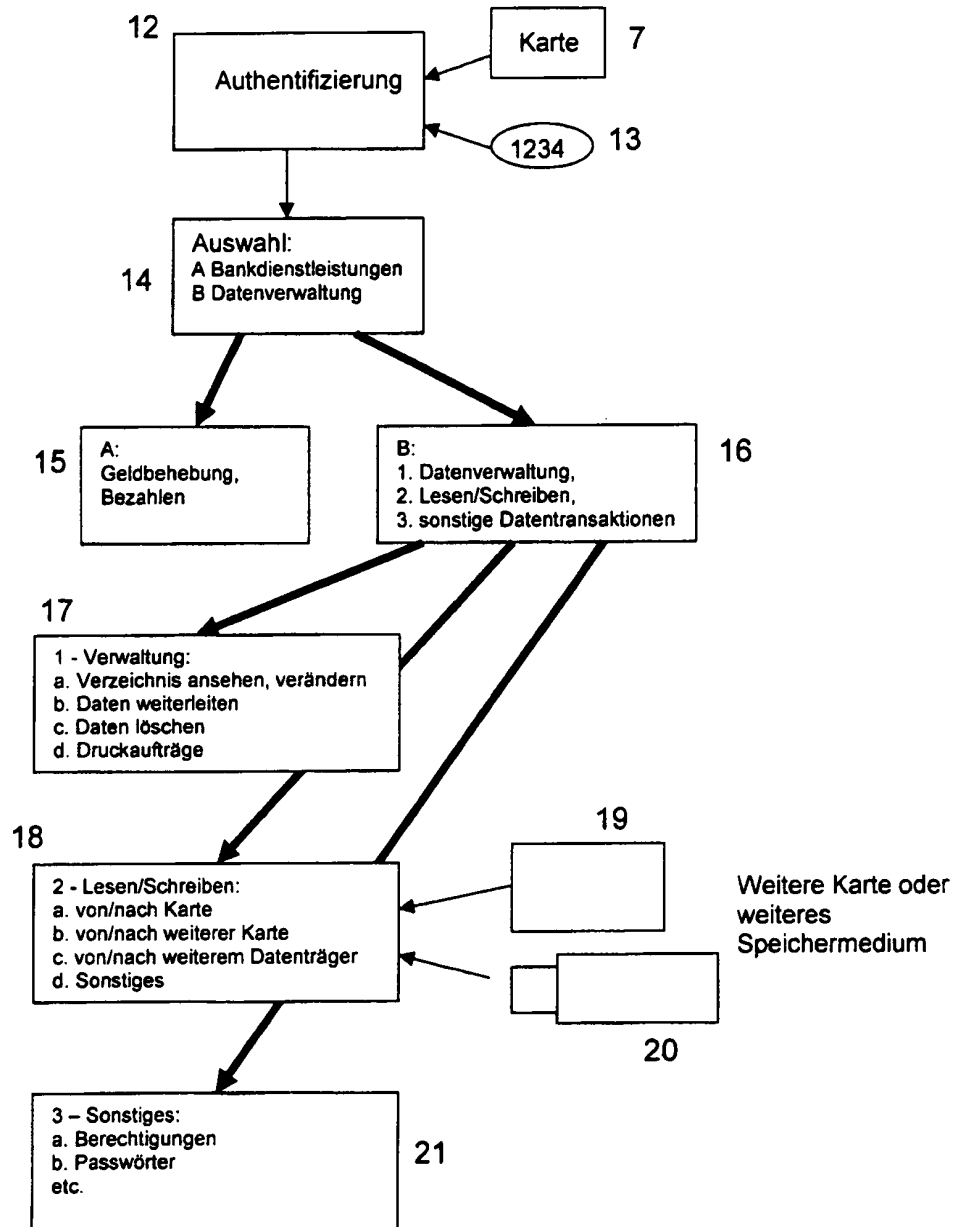 12
Karte
7
Authentifizierung
1234
13
14
Auswahl:
A Bankdienstleistungen
B Datenverwaltung
15
A:
Geldbehebung,
Bezahlen
B:
1. Datenverwaltung,
2. Lesen/Schreiben,
3. sonstige Datentransaktionen
16
17
1 - Verwaltung:
a. Verzeichnis ansehen, verändern
b. Daten weiterleiten
c. Daten löschen
d. Druckaufträge
18
2 - Lesen/Schreiben:
a. von/nach Karte
b. von/nach weiterer Karte
c. von/nach weiterem Datenträger
d. Sonstiges
19
Weitere Karte oder
weiteres
Speichermedium
20
3 – Sonstiges:
a. Berechtigungen
b. Passwörter
etc.
21